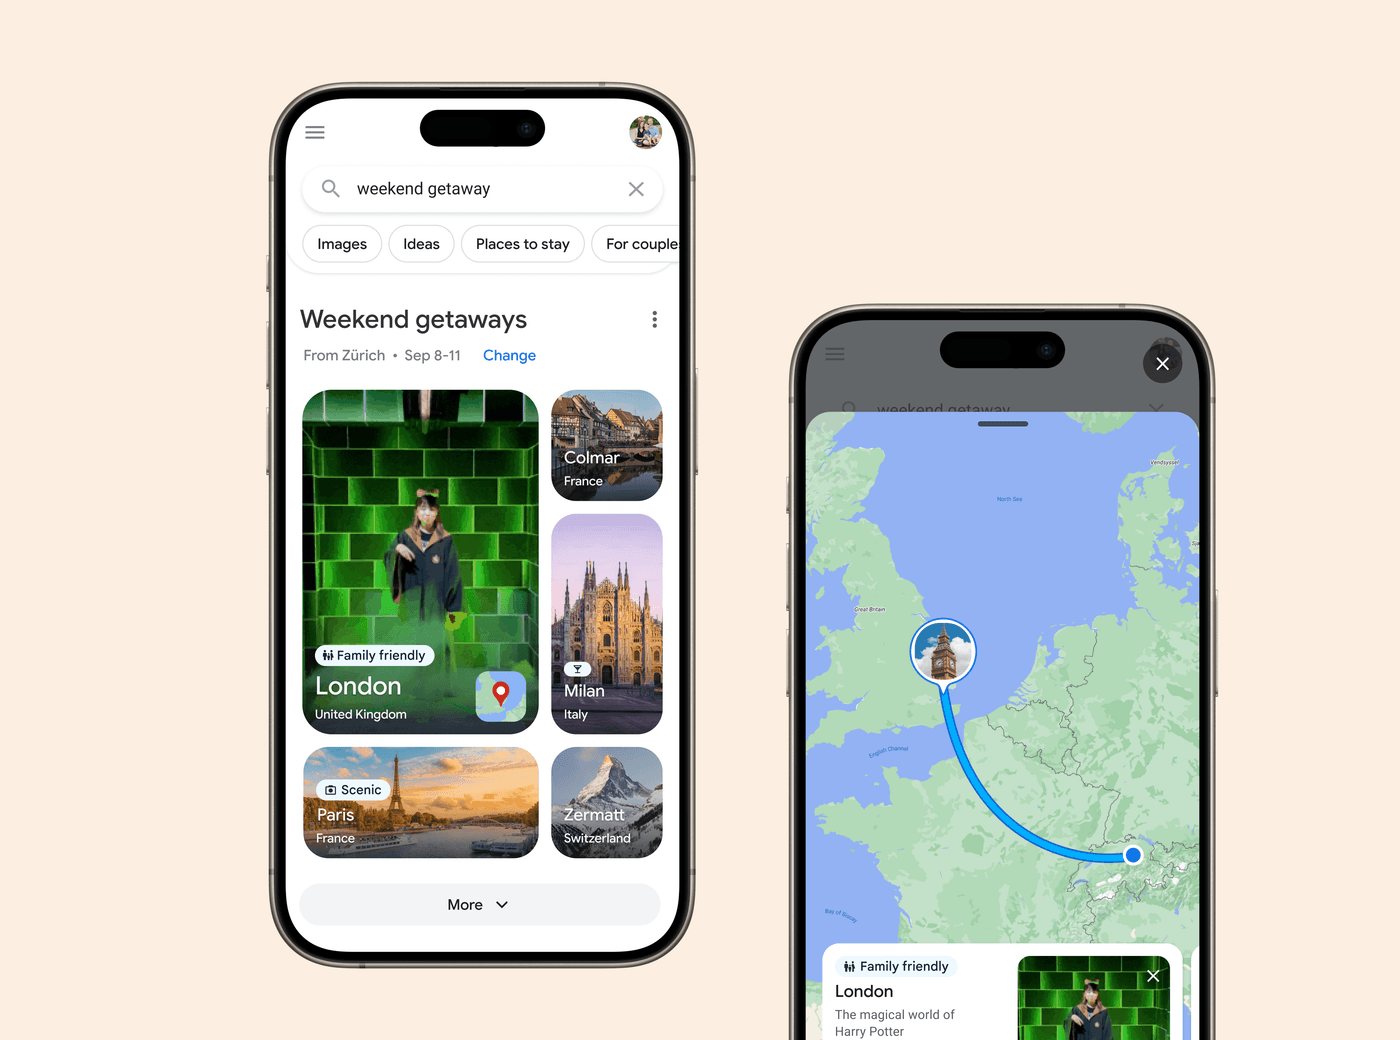 weekend getaway
Images
Ideas
Places to stay
For couple
Weekend getaways
From Zürich • Sep 8-11 Change
Colmar
France
Family friendly
London
United Kingdom
Milan
Italy
Scenic
Paris
France
Zermatt
Switzerland
More
weekend getaway
Vendsyssel
North Sea
Great Britain
English Channel
Bay of Biscay
Family friendly
London
The magical world of
Harry Potter